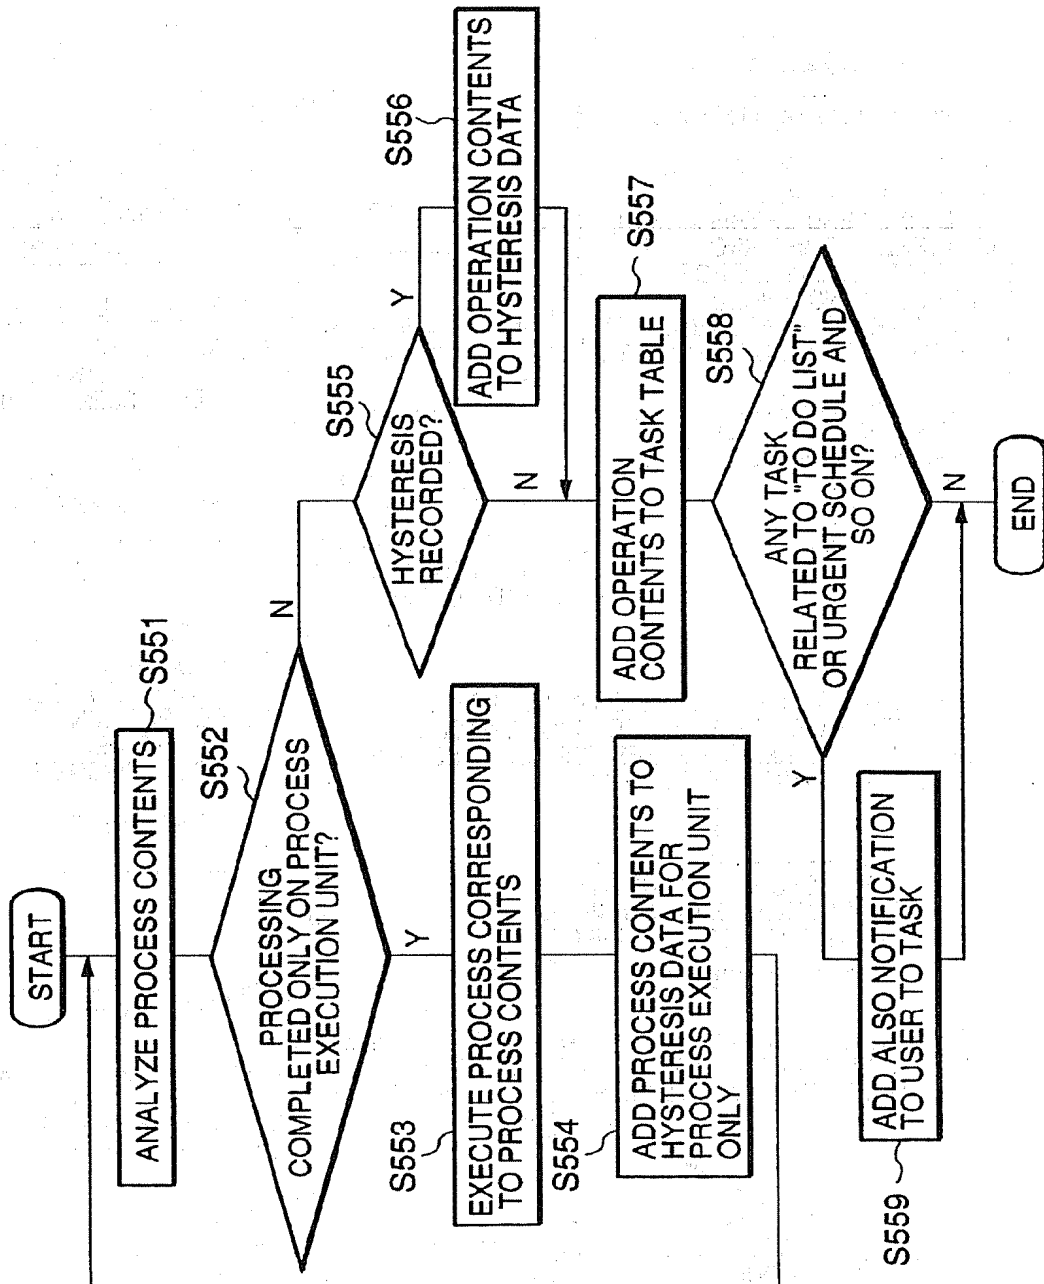 START
ANALYZE PROCESS CONTENTS
S551
PROCESSING
COMPLETED ONLY ON PROCESS
EXECUTION UNIT?
S552
N
Y
EXECUTE PROCESS CORRESPONDING
TO PROCESS CONTENTS
S553
ADD PROCESS CONTENTS TO
HYSTERESIS DATA FOR
PROCESS EXECUTION UNIT
ONLY
S554
HYSTERESIS
RECORDED?
S555
Y
N
ADD OPERATION CONTENTS
TO HYSTERESIS DATA
S556
ADD OPERATION
CONTENTS TO TASK TABLE
S557
ANY TASK
RELATED TO "TO DO LIST"
OR URGENT SCHEDULE AND
SO ON?
S558
Y
N
ADD ALSO NOTIFICATION
TO USER TO TASK
S559
END